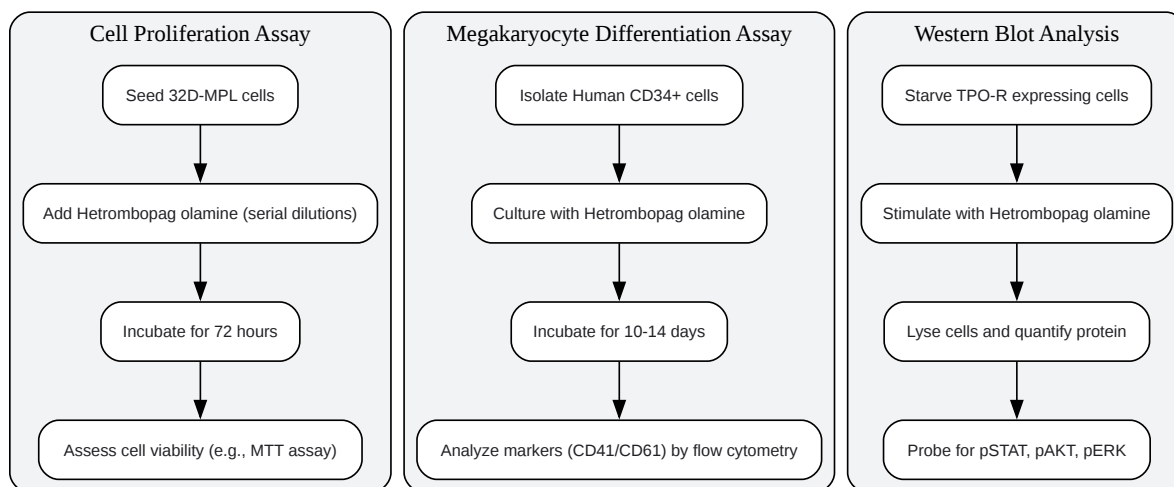 Cell Proliferation Assay
Seed 32D-MPL cells
Add Hetrombopag olamine (serial dilutions)
Incubate for 72 hours
Assess cell viability (e.g., MTT assay)
Megakaryocyte Differentiation Assay
Isolate Human CD34+ cells
Culture with Hetrombopag olamine
Incubate for 10-14 days
Analyze markers (CD41/CD61) by flow cytometry
Western Blot Analysis
Starve TPO-R expressing cells
Stimulate with Hetrombopag olamine
Lyse cells and quantify protein
Probe for pSTAT, pAKT, pERK